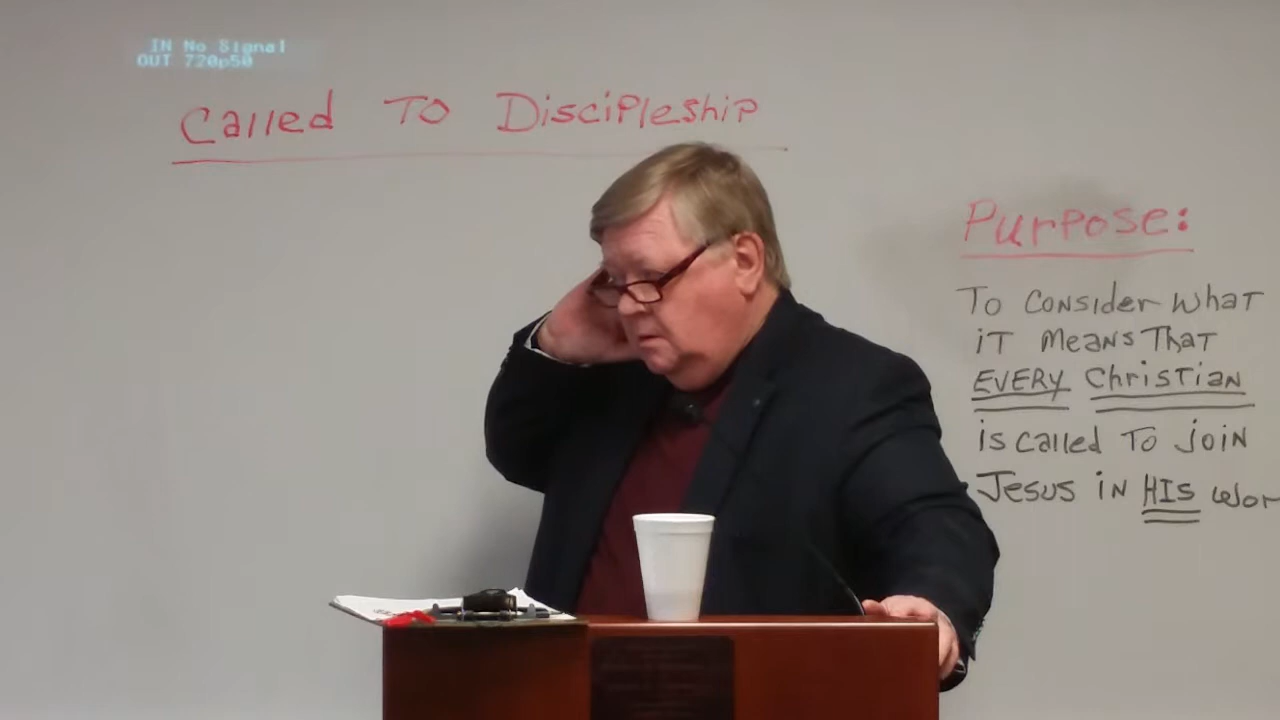 IN No Signal
OUT 720p50
Called To Discipleship
Purpose:
To Consider what
iT Means That
EVERY Christian
is called To join
Jesus in HIS wor